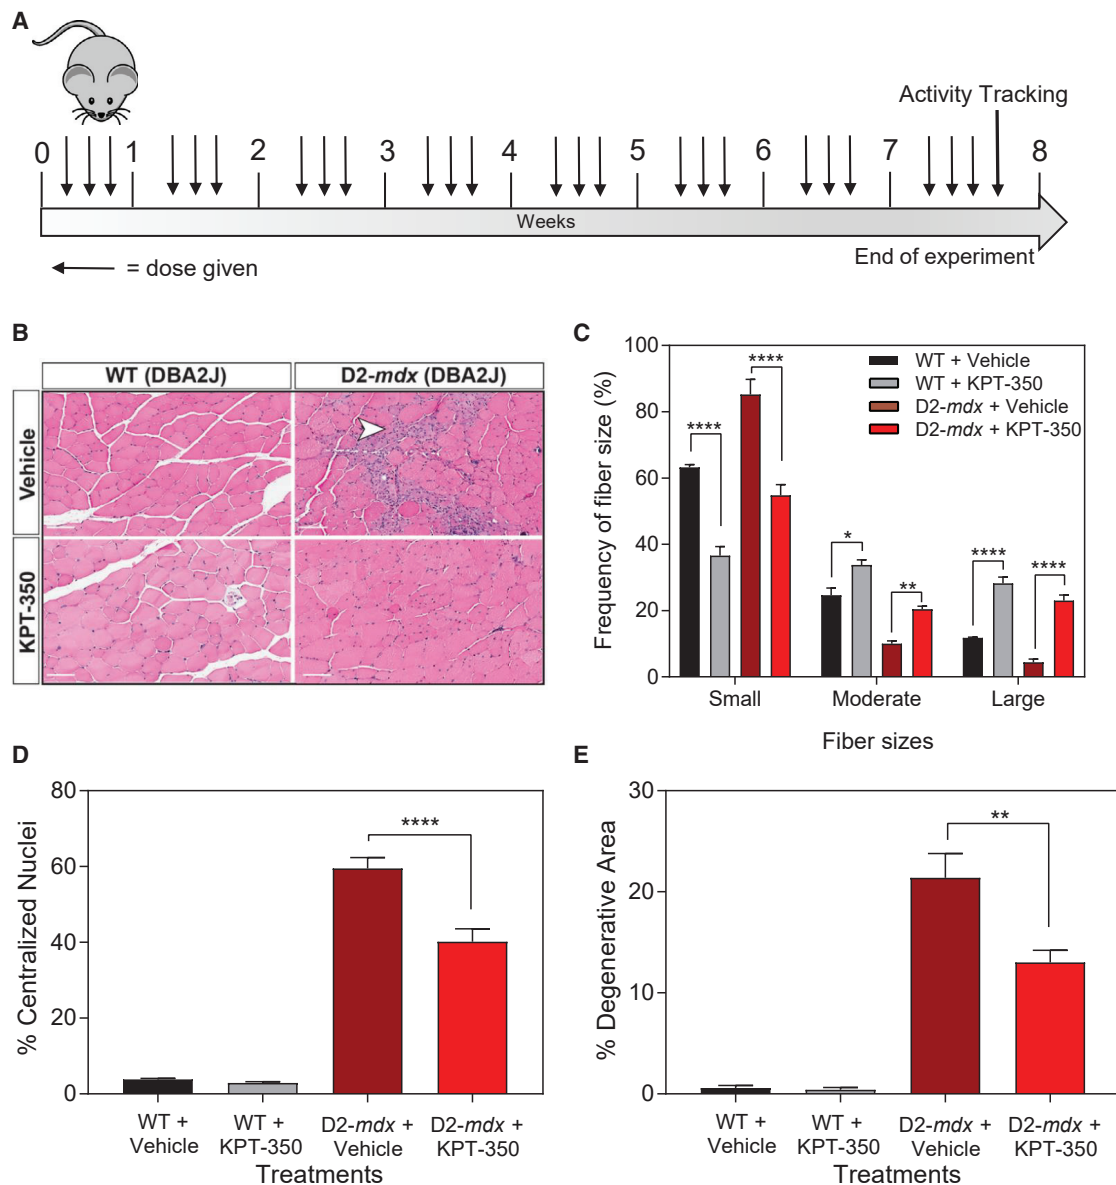 A
Activity Tracking
0 1 2 3 4 5 6 7 8
Weeks
End of experiment
= dose given
B
WT (DBA2J) D2-mdx (DBA2J)
Vehicle
KPT-350
C
Frequency of fiber size (%)
100
80
60
40
20
0
WT + Vehicle
WT + KPT-350
D2-mdx + Vehicle
D2-mdx + KPT-350
**** **** * ** **** ****
Small Moderate Large
Fiber sizes
D
% Centralized Nuclei
80
60
40
20
0
****
WT + Vehicle
WT + KPT-350
D2-mdx + Vehicle
D2-mdx + KPT-350
Treatments
E
% Degenerative Area
30
20
10
0
**
WT + Vehicle
WT + KPT-350
D2-mdx + Vehicle
D2-mdx + KPT-350
Treatments